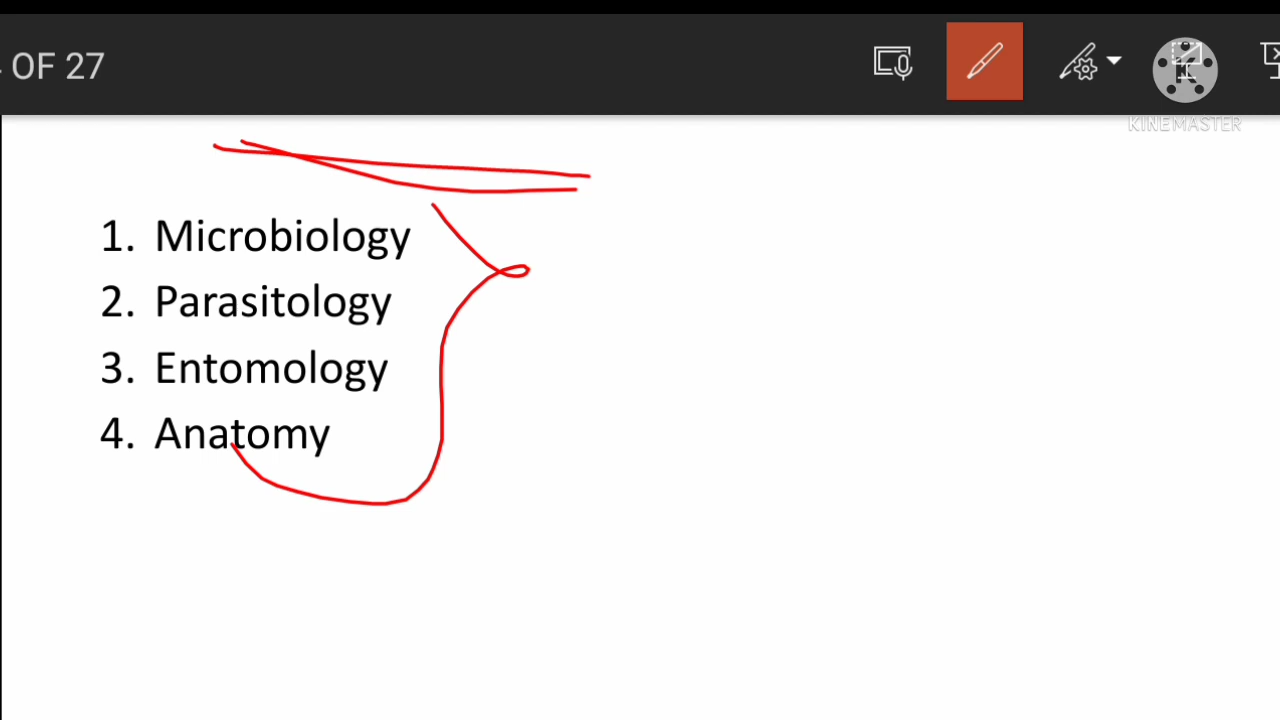 OF 27
KINEMASTER
1. Microbiology
2. Parasitology
3. Entomology
4. Anatomy